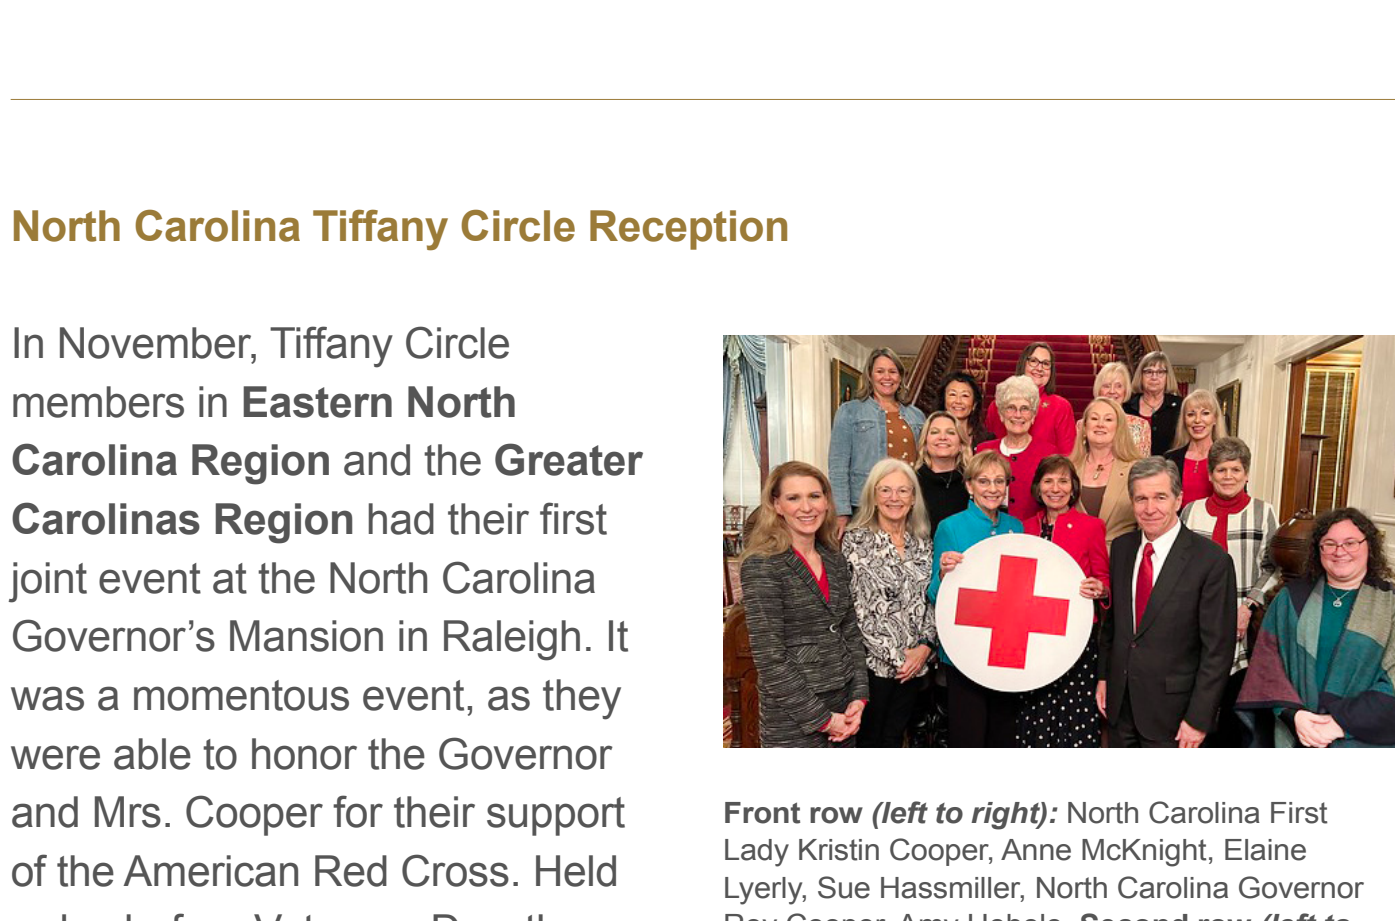 North Carolina Tiffany Circle Reception
In November, Tiffany Circle
members in Eastern North
Carolina Region and the Greater
Carolinas Region had their first
joint event at the North Carolina
Governor’s Mansion in Raleigh. It
was a momentous event, as they
were able to honor the Governor
and Mrs. Cooper for their support
of the American Red Cross. Held
Front row (left to right): North Carolina First
Lady Kristin Cooper, Anne McKnight, Elaine
Lyerly, Sue Hassmiller, North Carolina Governor